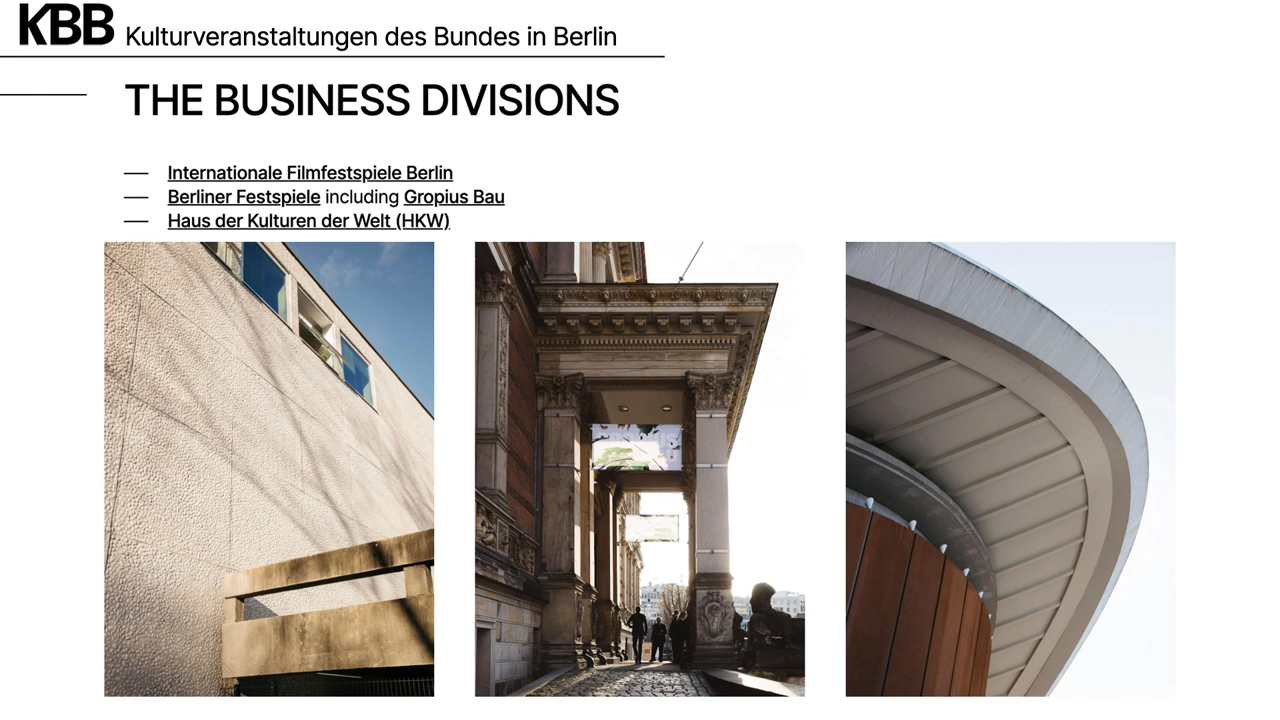 KBB Kulturveranstaltungen des Bundes in Berlin
THE BUSINESS DIVISIONS
— Internationale Filmfestspiele Berlin
— Berliner Festspiele including Gropius Bau
— Haus der Kulturen der Welt (HKW)